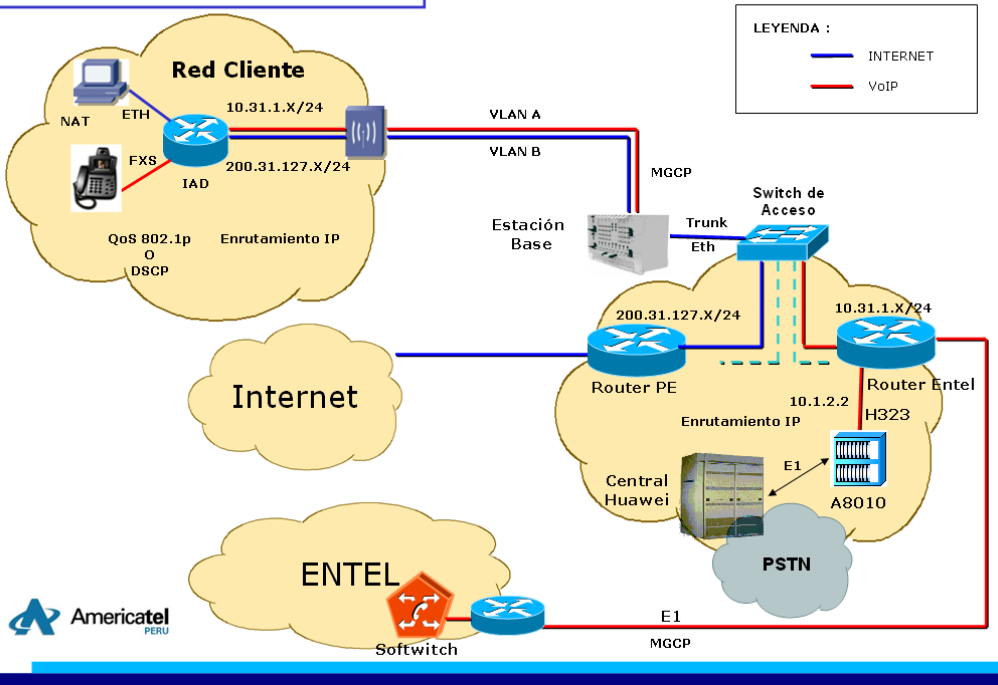 LEYENDA :
INTERNET
VoIP
Red Cliente
10.31.1.X/24
ETH
NAT
FXS
200.31.127.X/24
IAD
VLAN A
VLAN B
MGCP
QoS 802.1p
O
DSCP
Enrutamiento IP
Estación
Base
Trunk
Eth
Switch de
Acceso
200.31.127.X/24
10.31.1.X/24
Router PE
Router Entel
10.1.2.2
H323
Enrutamiento IP
Internet
E1
Central
Huawei
A8010
PSTN
ENTEL
Softwitch
E1
MGCP
Americatel
PERU